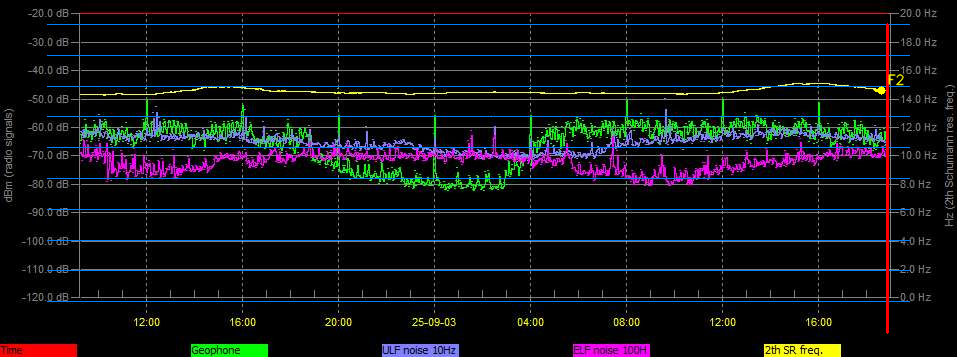 -20.0 dB 20.0 Hz
-30.0 dB 18.0 Hz
-40.0 dB 16.0 Hz
F2
-50.0 dB 14.0 Hz
-60.0 dB 12.0 Hz
-70.0 dB 10.0 Hz
-80.0 dB 8.0 Hz
-90.0 dB 6.0 Hz
-100.0 dB 4.0 Hz
-110.0 dB 2.0 Hz
-120.0 dB 0.0 Hz
dBm (radio signals)
Hz (2th Schumann res. freq.)
12:00 16:00 20:00 25-09-03 04:00 08:00 12:00 16:00
Time Geophone ULF noise 10Hz ELF noise 100H 2th SR freq.